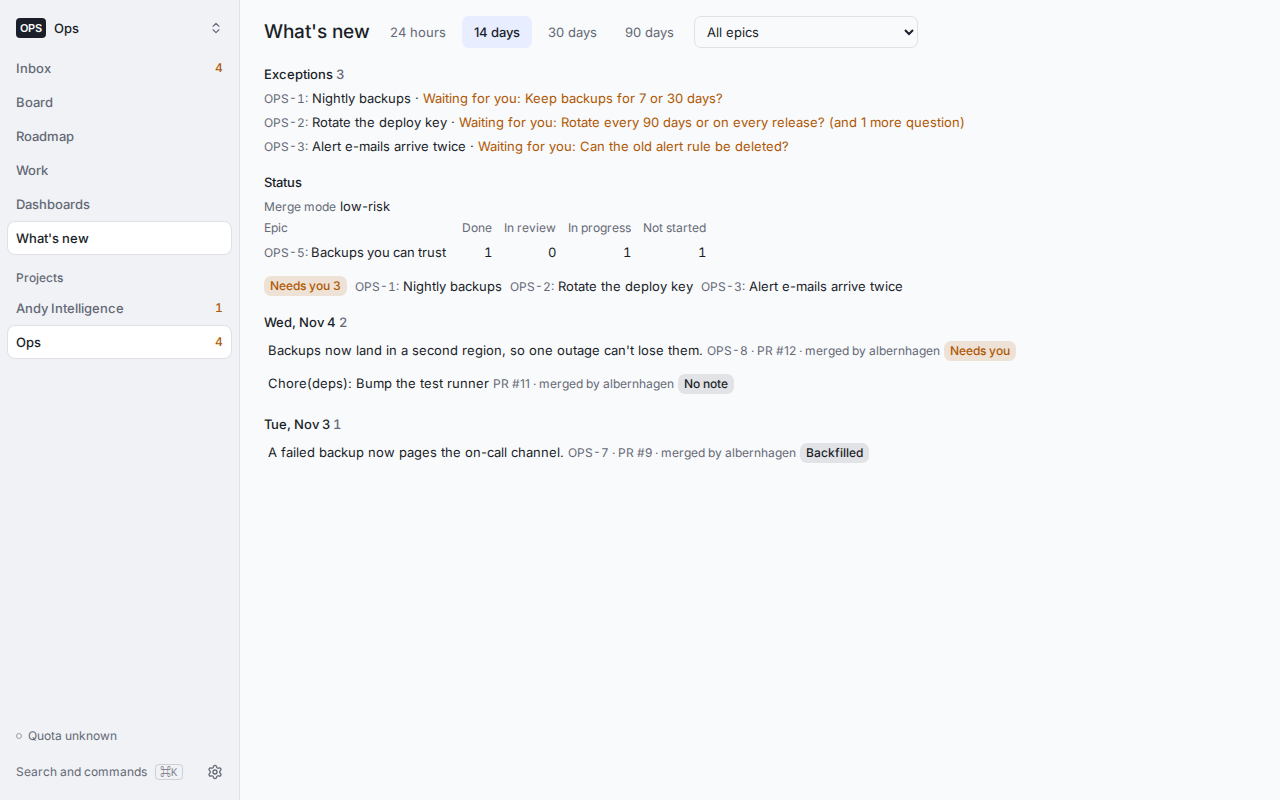 OPS Ops
Inbox 4
Board
Roadmap
Work
Dashboards
What's new
Projects
Andy Intelligence 1
Ops 4
Quota unknown
Search and commands ⌘K
What's new 24 hours 14 days 30 days 90 days All epics
Exceptions 3
OPS-1: Nightly backups · Waiting for you: Keep backups for 7 or 30 days?
OPS-2: Rotate the deploy key · Waiting for you: Rotate every 90 days or on every release? (and 1 more question)
OPS-3: Alert e-mails arrive twice · Waiting for you: Can the old alert rule be deleted?
Status
Merge mode low-risk
Epic Done In review In progress Not started
OPS-5: Backups you can trust 1 0 1 1
Needs you 3 OPS-1: Nightly backups OPS-2: Rotate the deploy key OPS-3: Alert e-mails arrive twice
Wed, Nov 4 2
Backups now land in a second region, so one outage can't lose them. OPS-8 · PR #12 · merged by albernhagen Needs you
Chore(deps): Bump the test runner PR #11 · merged by albernhagen No note
Tue, Nov 3 1
A failed backup now pages the on-call channel. OPS-7 · PR #9 · merged by albernhagen Backfilled